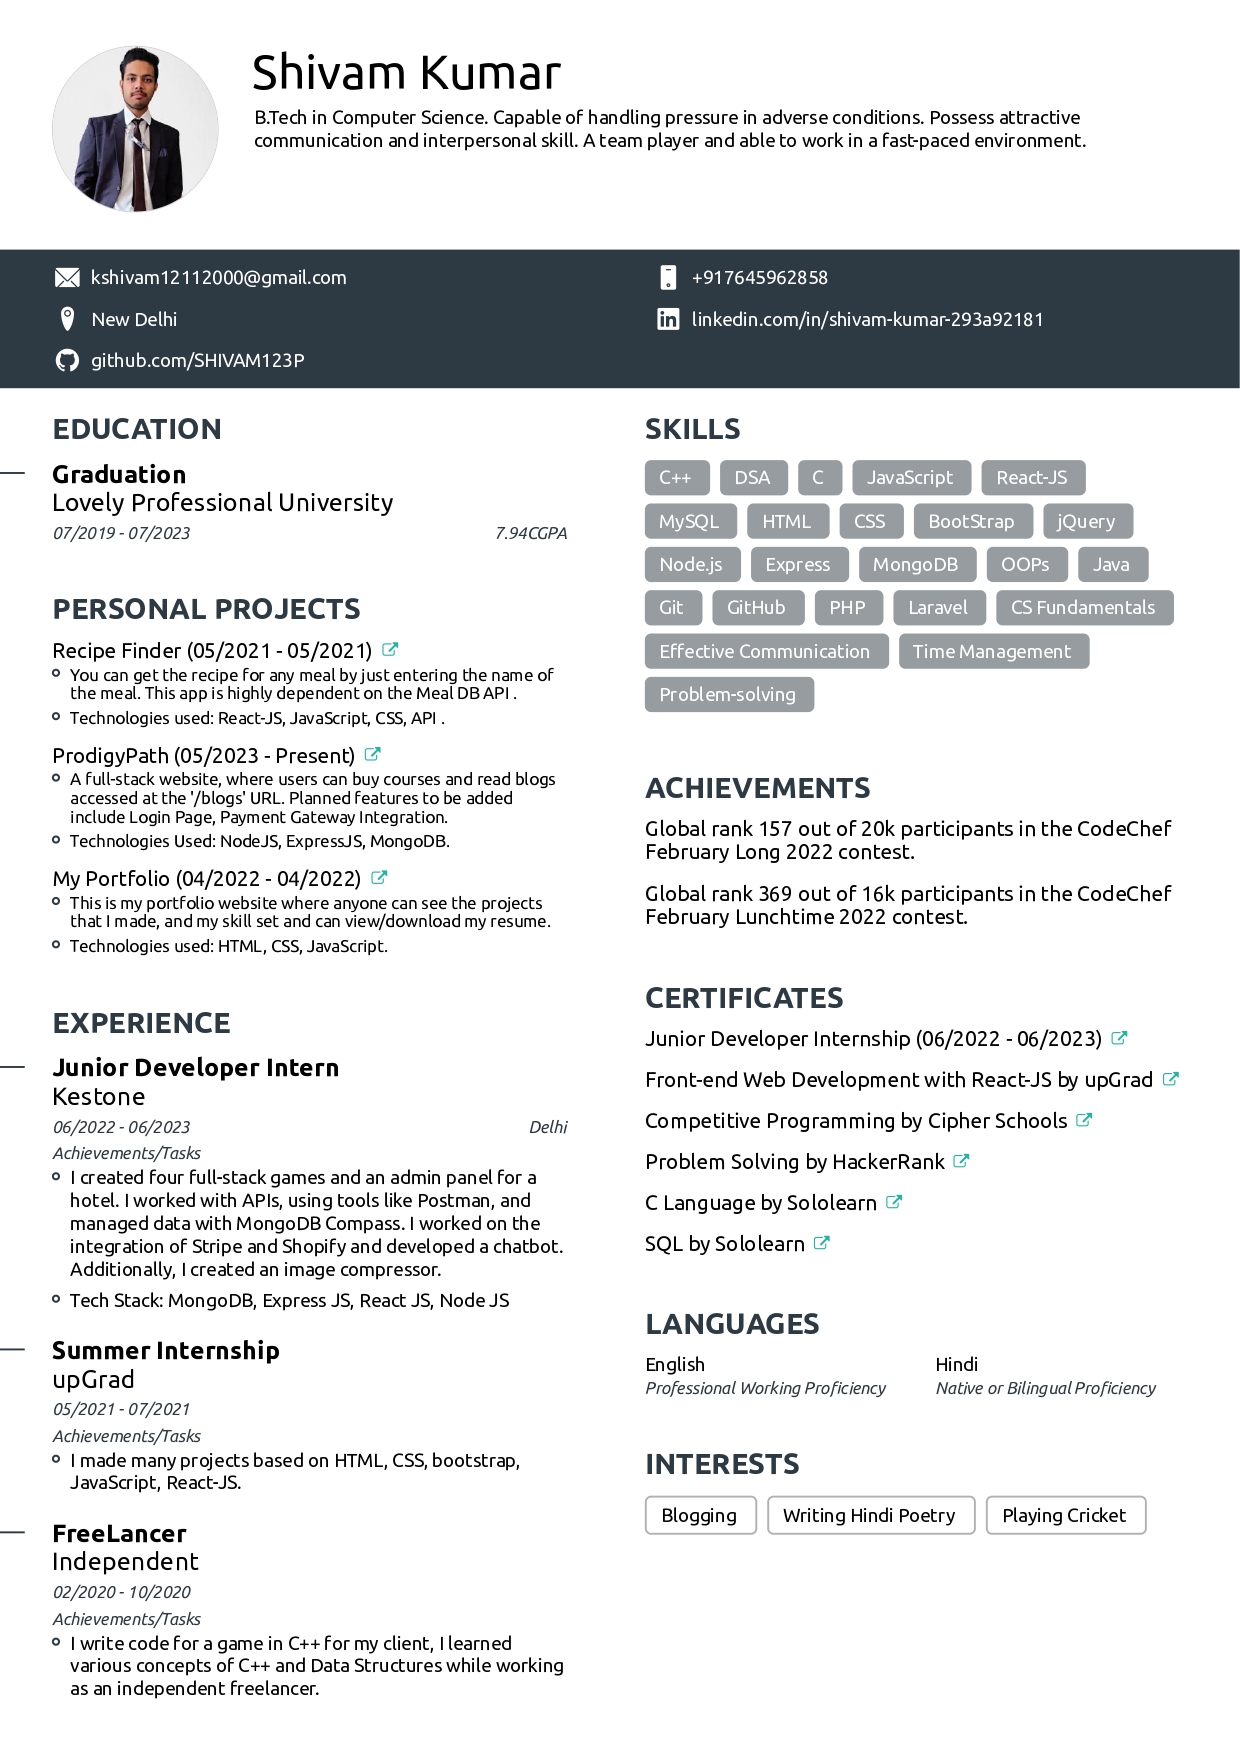 Shivam Kumar
B.Tech in Computer Science. Capable of handling pressure in adverse conditions. Possess attractive
communication and interpersonal skill. A team player and able to work in a fast-paced environment.
kshivam12112000@gmail.com
+917645962858
New Delhi
linkedin.com/in/shivam-kumar-293a92181
github.com/SHIVAM123P
EDUCATION
Graduation
Lovely Professional University
07/2019 - 07/2023
7.94CGPA
PERSONAL PROJECTS
Recipe Finder (05/2021 - 05/2021)
You can get the recipe for any meal by just entering the name of
the meal. This app is highly dependent on the Meal DB API .
Technologies used: React-JS, JavaScript, CSS, API .
ProdigyPath (05/2023 - Present)
A full-stack website, where users can buy courses and read blogs
accessed at the '/blogs' URL. Planned features to be added
include Login Page, Payment Gateway Integration.
Technologies Used: NodeJS, ExpressJS, MongoDB.
My Portfolio (04/2022 - 04/2022)
This is my portfolio website where anyone can see the projects
that I made, and my skill set and can view/download my resume.
Technologies used: HTML, CSS, JavaScript.
EXPERIENCE
Junior Developer Intern
Kestone
06/2022 - 06/2023
Delhi
Achievements/Tasks
I created four full-stack games and an admin panel for a
hotel. I worked with APIs, using tools like Postman, and
managed data with MongoDB Compass. I worked on the
integration of Stripe and Shopify and developed a chatbot.
Additionally, I created an image compressor.
Tech Stack: MongoDB, Express JS, React JS, Node JS
Summer Internship
upGrad
05/2021 - 07/2021
Achievements/Tasks
I made many projects based on HTML, CSS, bootstrap,
JavaScript, React-JS.
FreeLancer
Independent
02/2020 - 10/2020
Achievements/Tasks
I write code for a game in C++ for my client, I learned
various concepts of C++ and Data Structures while working
as an independent freelancer.
SKILLS
C++ DSA C JavaScript React-JS
MySQL HTML CSS BootStrap jQuery
Node.js Express MongoDB OOPs Java
Git GitHub PHP Laravel CS Fundamentals
Effective Communication Time Management
Problem-solving
ACHIEVEMENTS
Global rank 157 out of 20k participants in the CodeChef
February Long 2022 contest.
Global rank 369 out of 16k participants in the CodeChef
February Lunchtime 2022 contest.
CERTIFICATES
Junior Developer Internship (06/2022 - 06/2023)
Front-end Web Development with React-JS by upGrad
Competitive Programming by Cipher Schools
Problem Solving by HackerRank
C Language by Sololearn
SQL by Sololearn
LANGUAGES
English
Professional Working Proficiency
Hindi
Native or Bilingual Proficiency
INTERESTS
Blogging Writing Hindi Poetry Playing Cricket